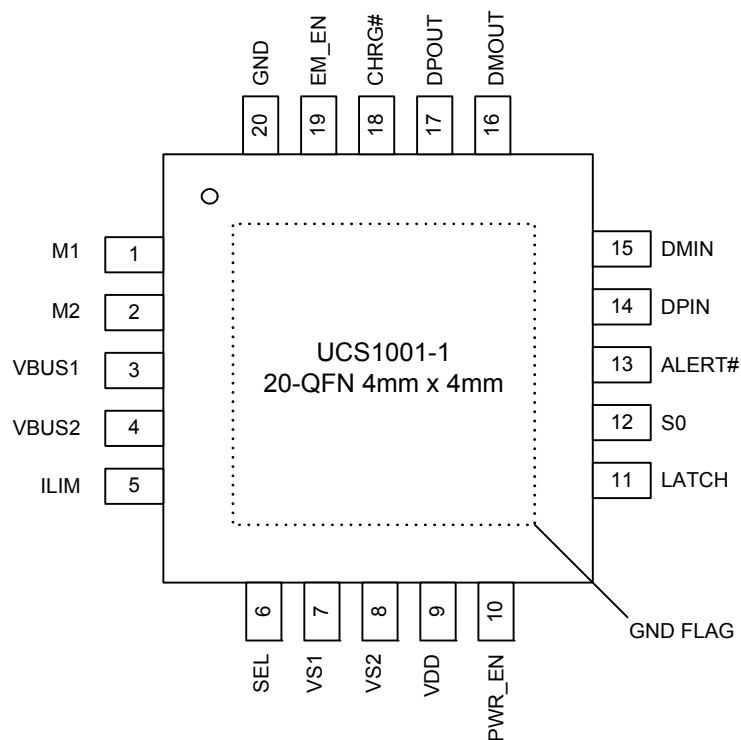 GND
EM_EN
CHRG#
DPOUT
DMOUT
20
19
18
17
16
M1 1
M2 2
VBUS1 3
VBUS2 4
ILIM 5
UCS1001-1
20-QFN 4mm x 4mm
15 DMIN
14 DPIN
13 ALERT#
12 S0
11 LATCH
6
7
8
9
10
SEL
VS1
VS2
VDD
PWR_EN
GND FLAG